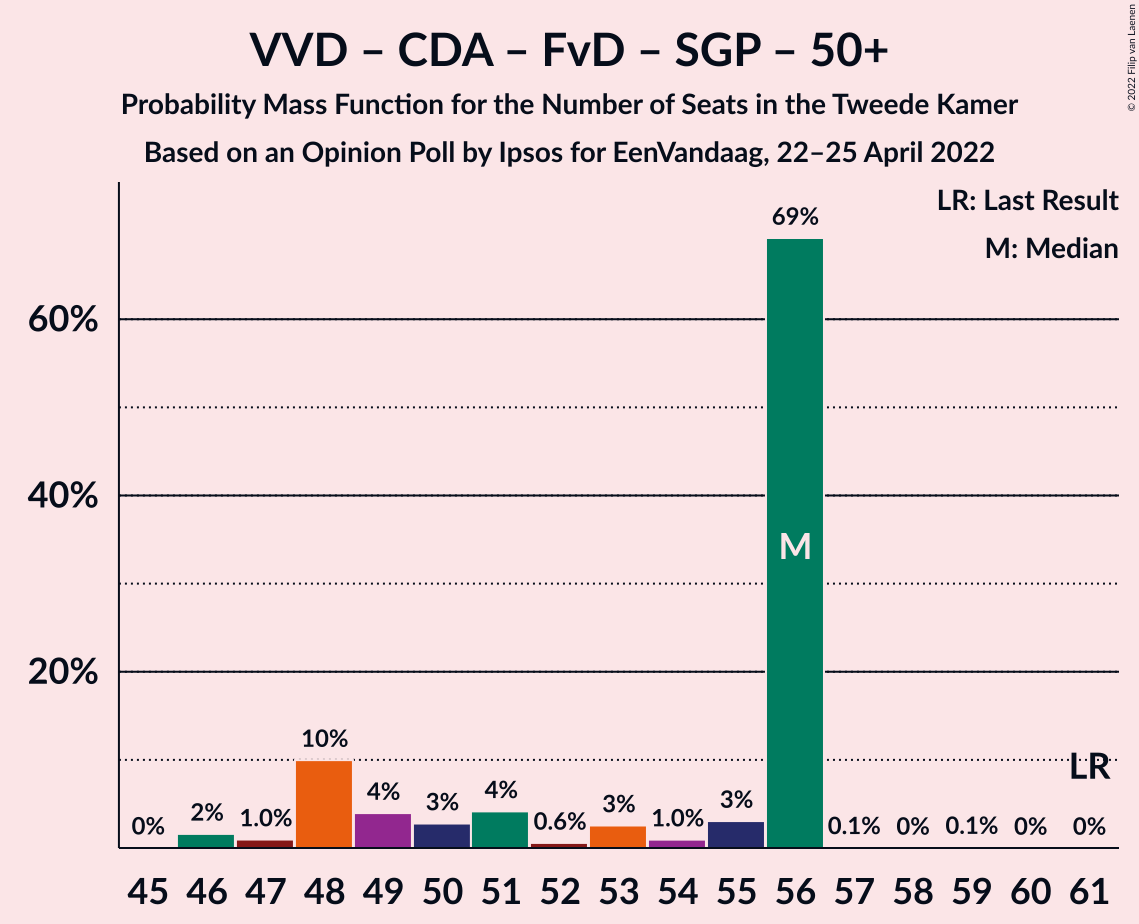 VVD – CDA – FvD – SGP – 50+
Probability Mass Function for the Number of Seats in the Tweede Kamer
Based on an Opinion Poll by Ipsos for EenVandaag, 22–25 April 2022
© 2022 Filip van Laenen
LR: Last Result
M: Median
60%
40%
20%
0% 2% 1.0% 10% 4% 3% 4% 0.6% 3% 1.0% 3% 69% 0.1% 0% 0.1% 0% 0%
M
LR
45 46 47 48 49 50 51 52 53 54 55 56 57 58 59 60 61